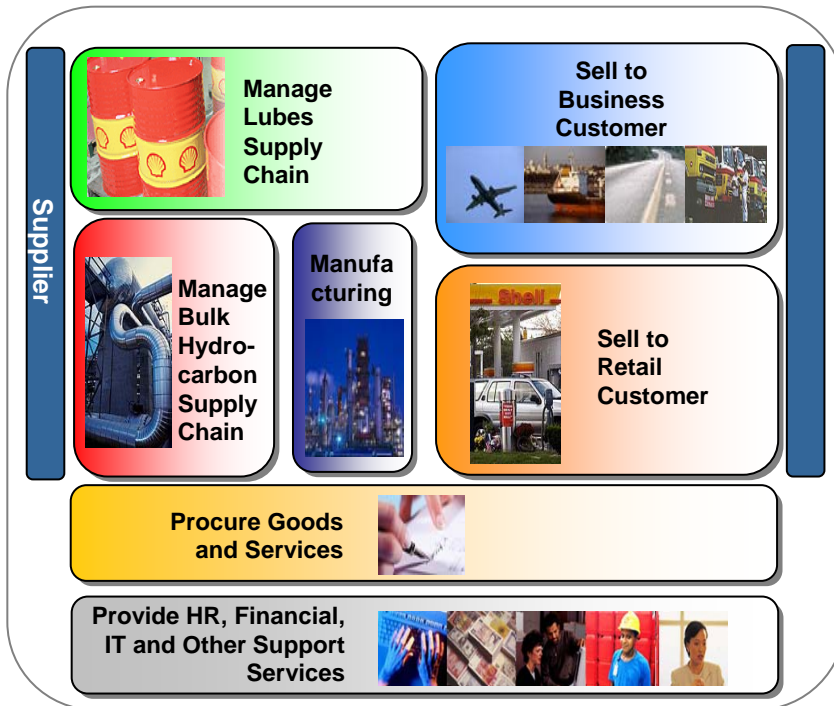 Supplier
Manage
Lubes
Supply
Chain
Sell to
Business
Customer
Manage
Bulk
Hydro-
carbon
Supply
Chain
Manufa
cturing
Shell
Sell to
Retail
Customer
Procure Goods
and Services
Provide HR, Financial,
IT and Other Support
Services